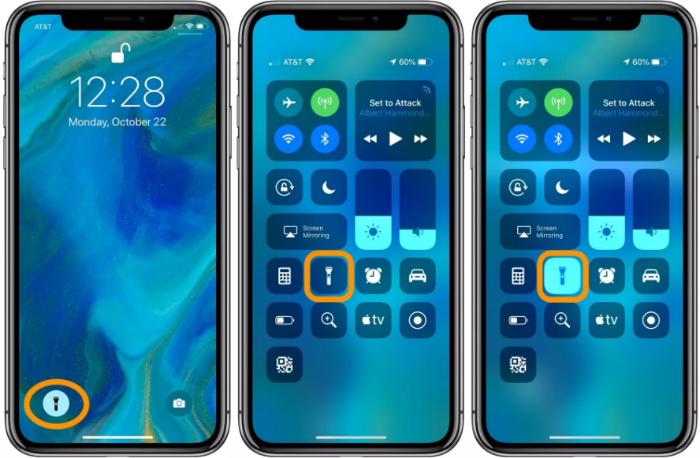 AT&T
12:28
Monday, October 22
AT&T
60%
Set to Attack
Albert Hammond...
Screen
Mirroring
tv
AT&T
60%
Set to Attack
Albert Hammond...
Screen
Mirroring
tv